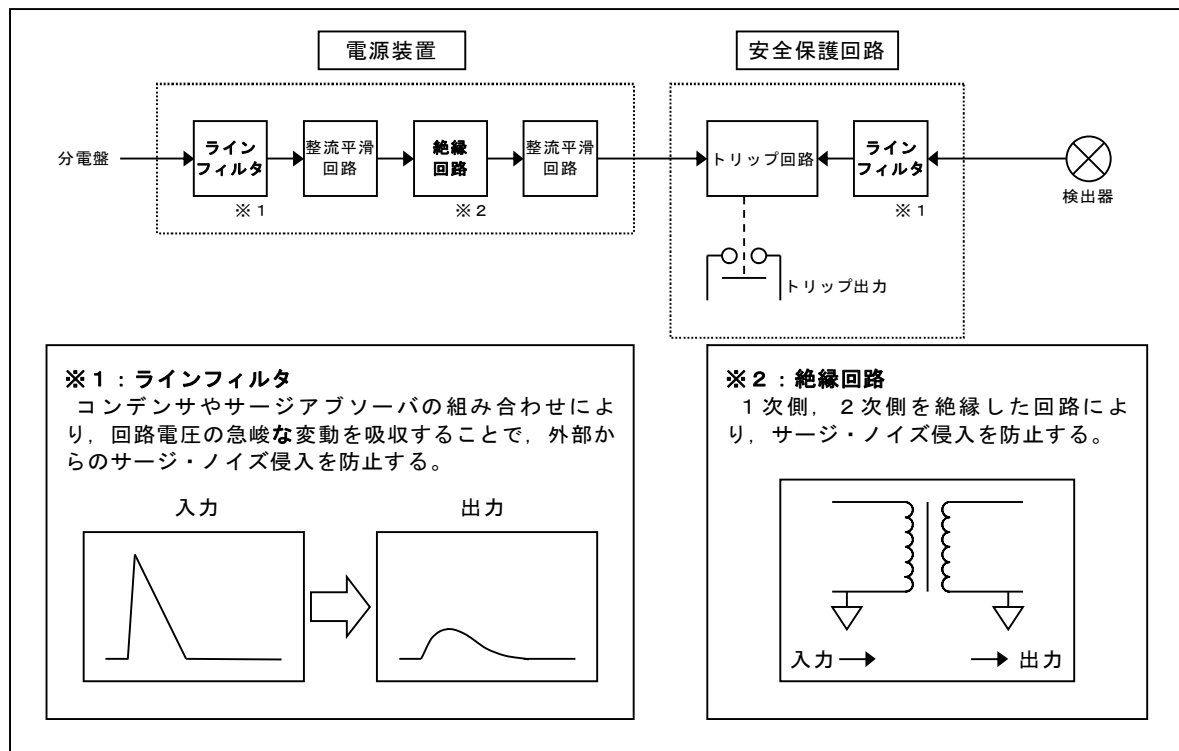 電源装置
安全保護回路
分電盤
ライン
フィルタ
※1
整流平滑
回路
絶縁
回路
※2
整流平滑
回路
トリップ回路
ライン
フィルタ
※1
検出器
トリップ出力
※1:ラインフィルタ
コンデンサやサージアブソーバの組み合わせによ
り,回路電圧の急峻な変動を吸収することで,外部か
らのサージ・ノイズ侵入を防止する。
入力
出力
※2:絶縁回路
1次側,2次側を絶縁した回路によ
り,サージ・ノイズ侵入を防止する。
入力
出力